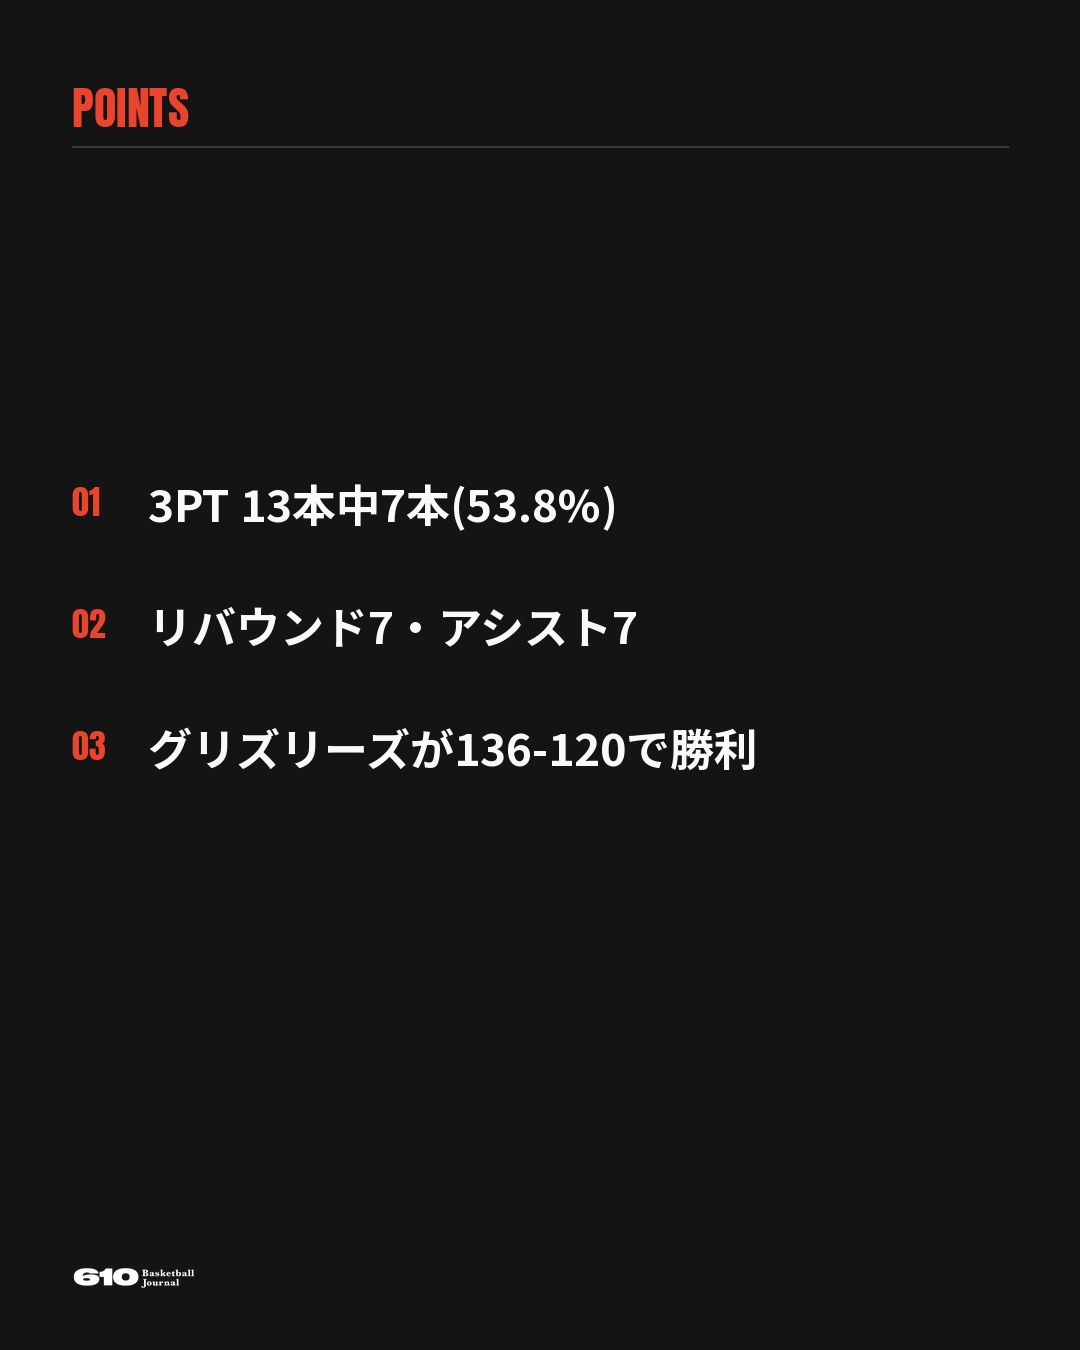 POINTS
01 3PT 13本中7本(53.8%)
02 リバウンド7・アシスト7
03 グリズリーズが136-120で勝利
610 Basketball
Journal